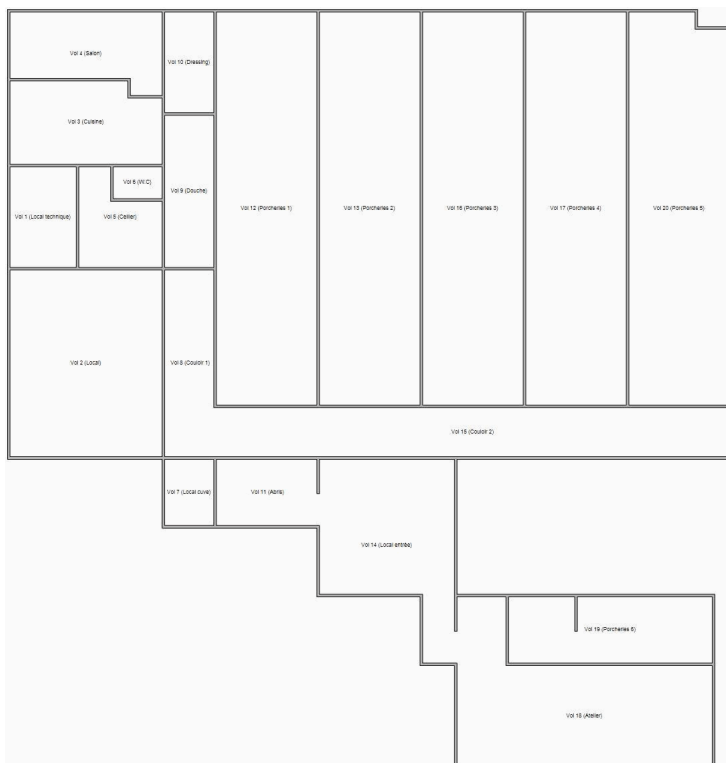 Vol 4 (Salon)
Vol 10 (Dressing)
Vol 3 (Cuisine)
Vol 6 (WC)
Vol 9 (Douche)
Vol 1 (Local technique)
Vol 5 (Cellier)
Vol 12 (Porcheries 1)
Vol 13 (Porcheries 2)
Vol 16 (Porcheries 3)
Vol 17 (Porcheries 4)
Vol 20 (Porcheries 5)
Vol 2 (Local)
Vol 8 (Couloir 1)
Vol 15 (Couloir 2)
Vol 7 (Local cuve)
Vol 11 (Abris)
Vol 14 (Local entrée)
Vol 19 (Porcheries 6)
Vol 18 (Atelier)